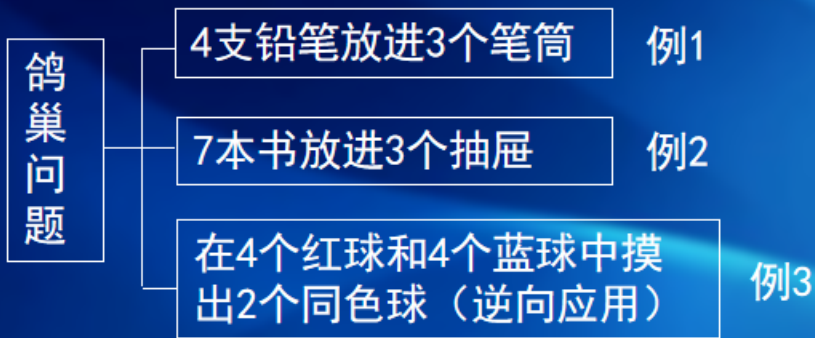 鸽巢问题
4支铅笔放进3个笔筒 例1
7本书放进3个抽屉 例2
在4个红球和4个蓝球中摸
出2个同色球（逆向应用） 例3